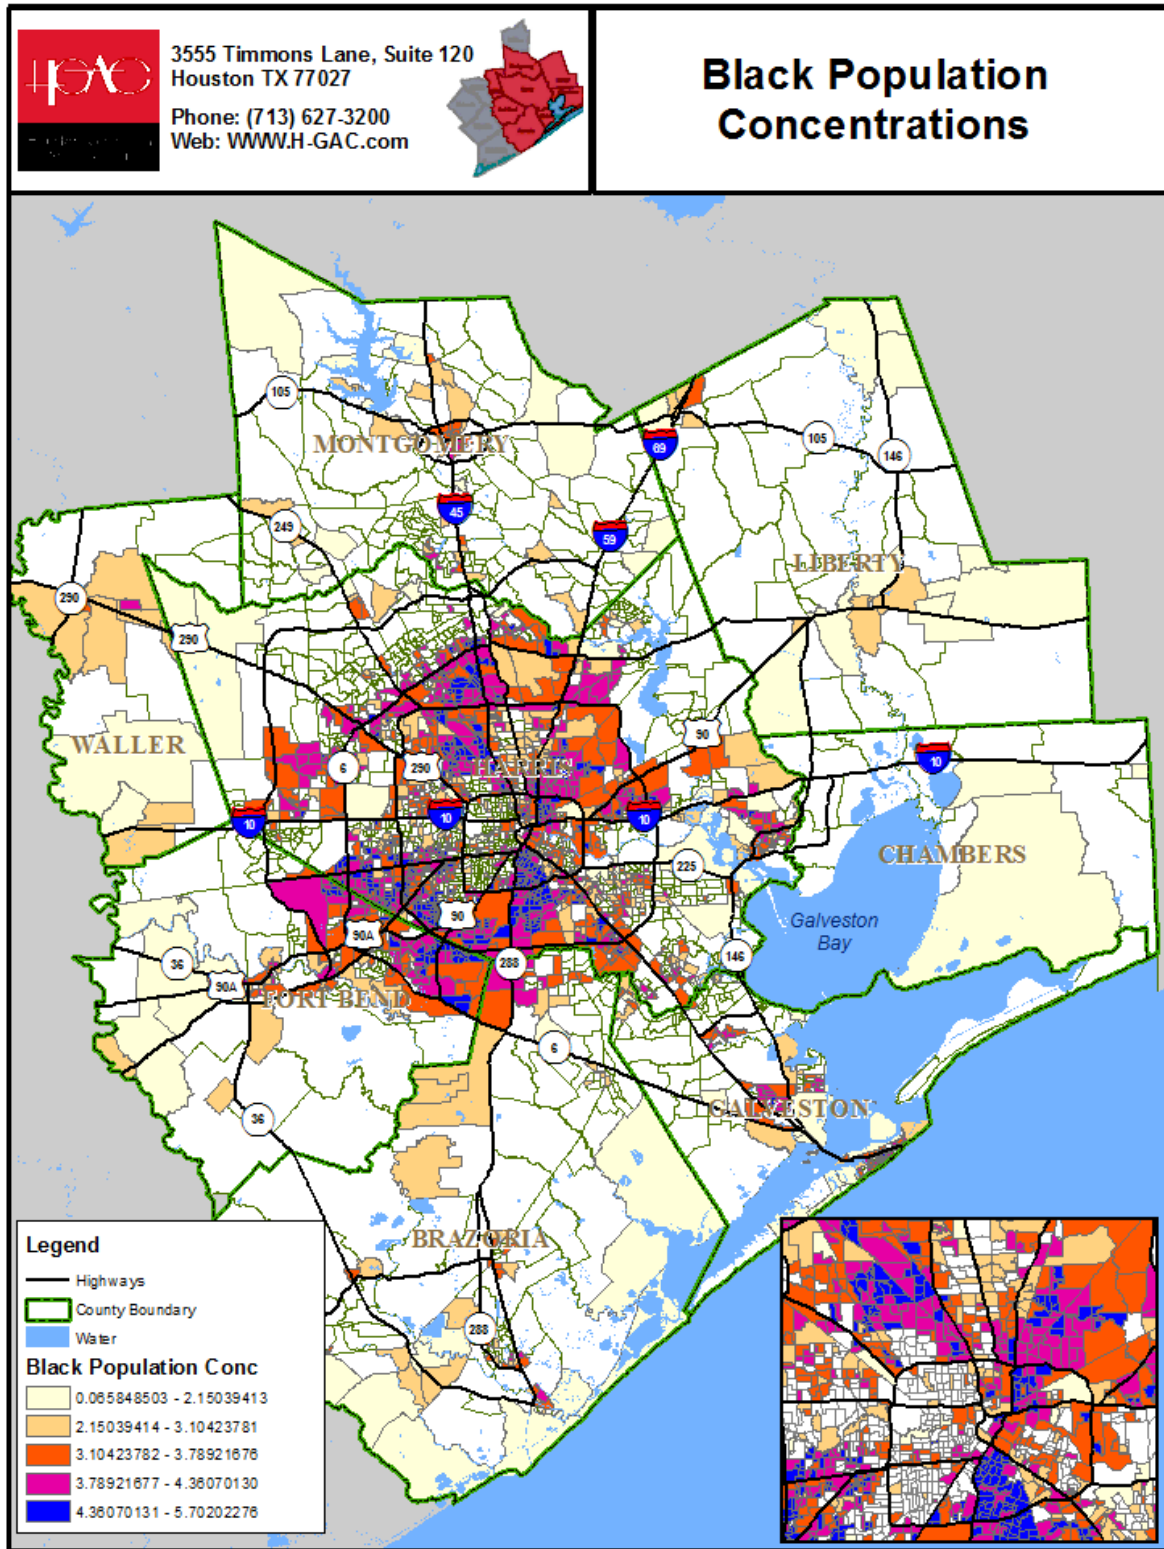 HGAC
3555 Timmons Lane, Suite 120
Houston TX 77027
Phone: (713) 627-3200
Web: WWW.H-GAC.com
Black Population
Concentrations
105
MONTGOMERY
69
105
146
45
249
59
LIBERTY
290
290
WALLER
6
290
HARRIS
90
10
10
10
10
225
CHAMBERS
90
90A
Galveston
Bay
36
288
146
90A
FORT BEND
6
36
GALVESTON
BRAZORIA
288
Legend
Highways
County Boundary
Water
Black Population Conc
0.065848503 - 2.15039413
2.15039414 - 3.10423781
3.10423782 - 3.78921676
3.78921677 - 4.36070130
4.36070131 - 5.70202276